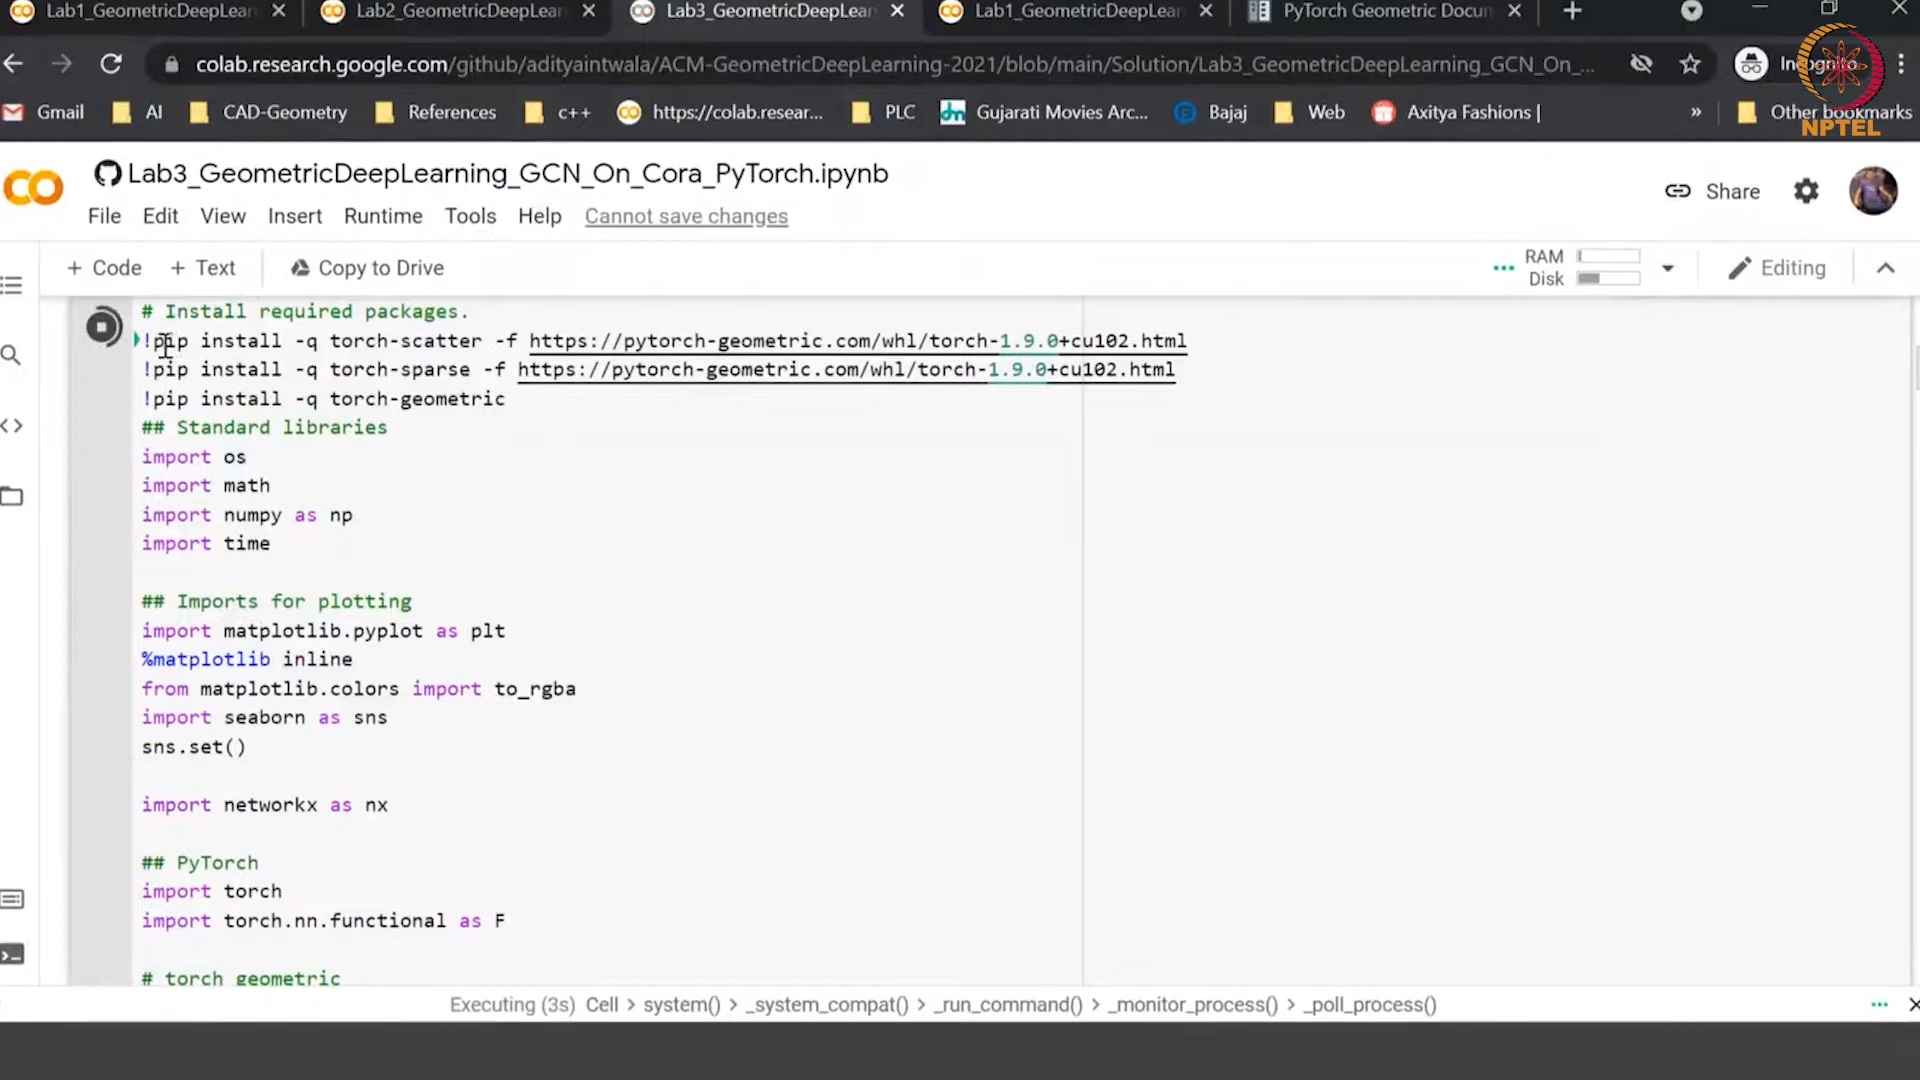 Lab1_GeometricDeepLear
Lab2_GeometricDeepLear
Lab3_GeometricDeepLear
Lab1_GeometricDeepLear
PyTorch Geometric Docu
colab.research.google.com/github/adityaintwala/ACM-GeometricDeepLearning-2021/blob/main/Solution/Lab3_GeometricDeepLearning_GCN_On_...
NPTEL
Gmail AI CAD-Geometry References c++ https://colab.resear... PLC Gujarati Movies Arc... Bajaj Web Axitya Fashions | » Other bookmarks
Lab3_GeometricDeepLearning_GCN_On_Cora_PyTorch.ipynb
Share
File Edit View Insert Runtime Tools Help Cannot save changes
+ Code + Text Copy to Drive
RAM
Disk
Editing
# Install required packages.
!pip install -q torch-scatter -f https://pytorch-geometric.com/whl/torch-1.9.0+cu102.html
!pip install -q torch-sparse -f https://pytorch-geometric.com/whl/torch-1.9.0+cu102.html
!pip install -q torch-geometric
## Standard libraries
import os
import math
import numpy as np
import time
## Imports for plotting
import matplotlib.pyplot as plt
%matplotlib inline
from matplotlib.colors import to_rgba
import seaborn as sns
sns.set()
import networkx as nx
## PyTorch
import torch
import torch.nn.functional as F
# torch geometric
Executing (3s) Cell > system() > _system_compat() > _run_command() > _monitor_process() > _poll_process()